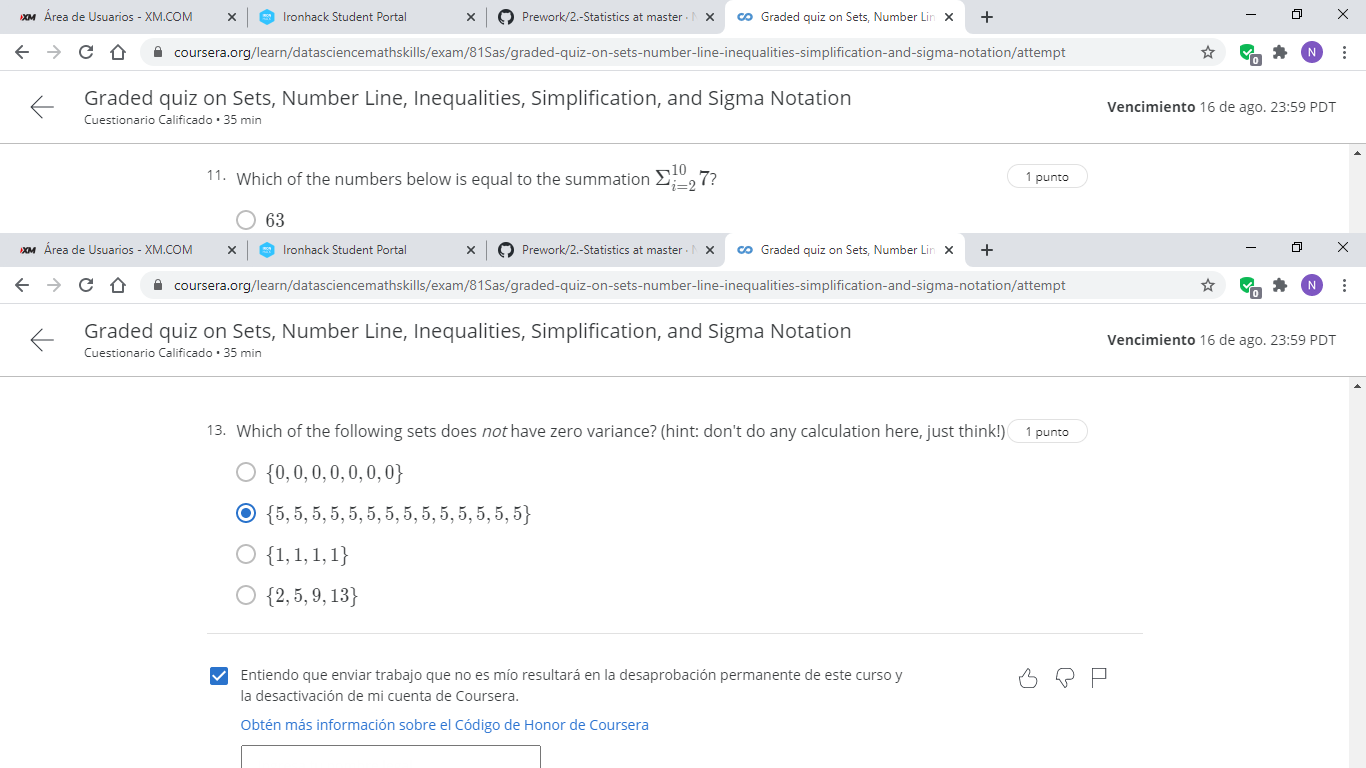 XM Área de Usuarios - XM.COM
Ironhack Student Portal
Prework/2.-Statistics at master ·
Graded quiz on Sets, Number Lin
coursera.org/learn/datasciencemathskills/exam/81Sas/graded-quiz-on-sets-number-line-inequalities-simplification-and-sigma-notation/attempt
0
N
Graded quiz on Sets, Number Line, Inequalities, Simplification, and Sigma Notation
Cuestionario Calificado • 35 min
Vencimiento 16 de ago. 23:59 PDT
11. Which of the numbers below is equal to the summation Σ_{i=2}^{10} 7?
1 punto
63
XM Área de Usuarios - XM.COM
Ironhack Student Portal
Prework/2.-Statistics at master ·
Graded quiz on Sets, Number Lin
coursera.org/learn/datasciencemathskills/exam/81Sas/graded-quiz-on-sets-number-line-inequalities-simplification-and-sigma-notation/attempt
0
N
Graded quiz on Sets, Number Line, Inequalities, Simplification, and Sigma Notation
Cuestionario Calificado • 35 min
Vencimiento 16 de ago. 23:59 PDT
13. Which of the following sets does not have zero variance? (hint: don't do any calculation here, just think!)
1 punto
{0, 0, 0, 0, 0, 0, 0}
{5, 5, 5, 5, 5, 5, 5, 5, 5, 5, 5, 5, 5, 5}
{1, 1, 1, 1}
{2, 5, 9, 13}
Entiendo que enviar trabajo que no es mío resultará en la desaprobación permanente de este curso y
la desactivación de mi cuenta de Coursera.
Obtén más información sobre el Código de Honor de Coursera